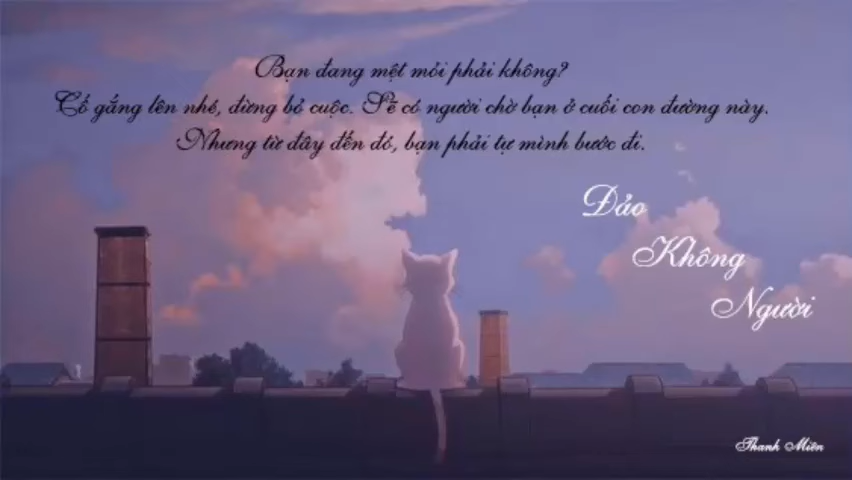 Bạn đang mệt mỏi phải không?
Cố gắng lên nhé, đừng bỏ cuộc. Sẽ có người chờ bạn ở cuối con đường này.
Nhưng từ đây đến đó, bạn phải tự mình bước đi.
Đảo
Không
Người
Thanh Miên